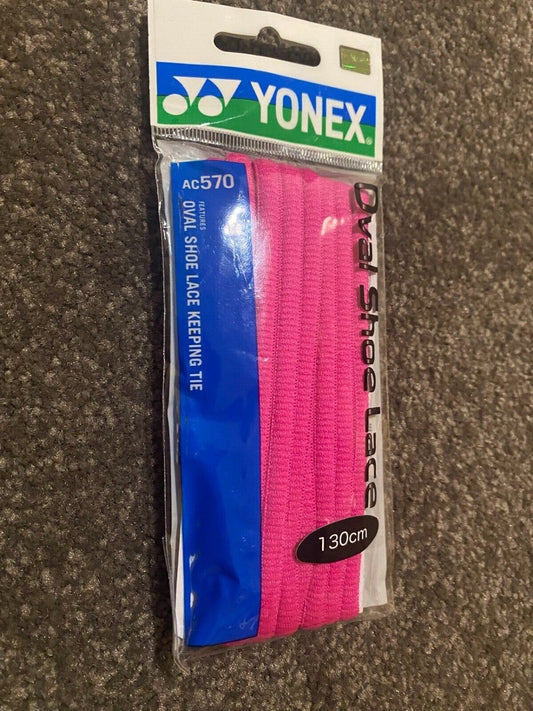 YONEX®
AC570
FEATURES
OVAL SHOE LACE KEEPING TIE
Oval Shoe Lace
130cm